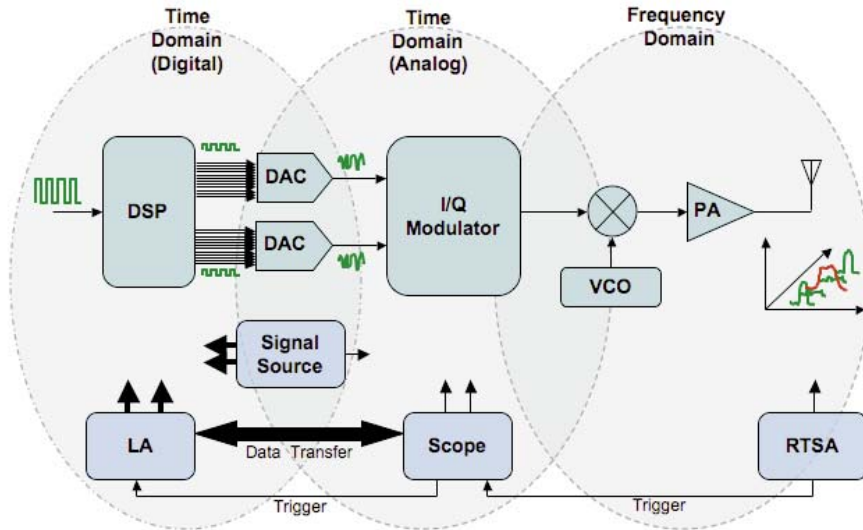 Time
Domain
(Digital)
Time
Domain
(Analog)
Frequency
Domain
DSP
DAC
DAC
I/Q
Modulator
PA
VCO
Signal
Source
LA
Data Transfer
Scope
RTSA
Trigger
Trigger